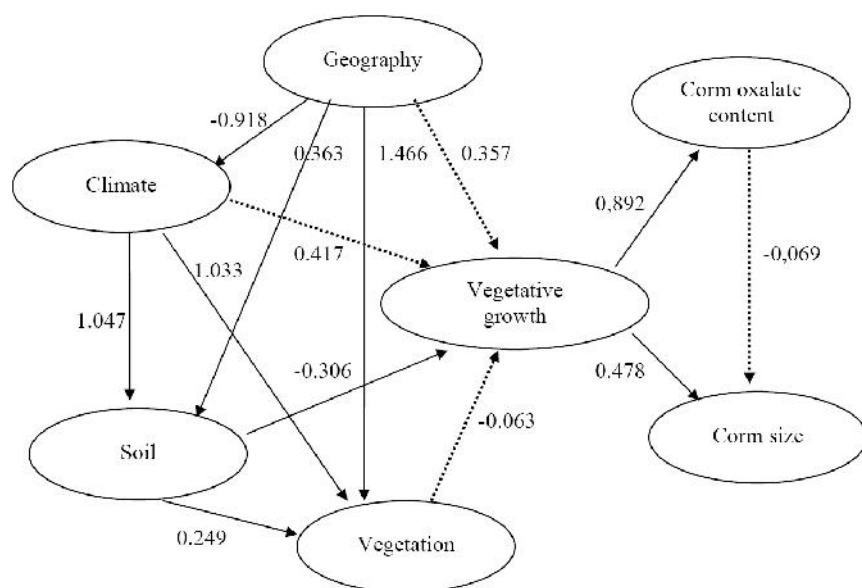 Geography
Corm oxalate
content
-0.918
0.363
1.466
0.357
Climate
0,892
0.417
1.033
-0,069
Vegetative
growth
1.047
-0.306
0.478
-0.063
Soil
Corm size
0.249
Vegetation